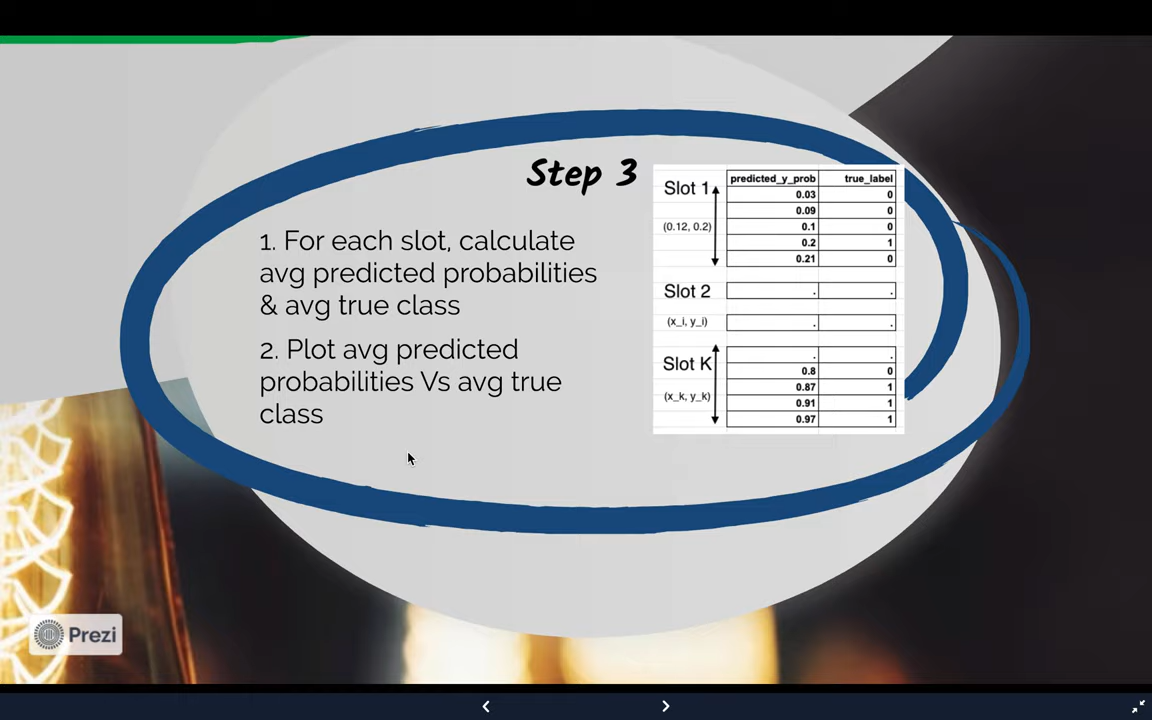 Step 3
1. For each slot, calculate
avg predicted probabilities
& avg true class
2. Plot avg predicted
probabilities Vs avg true
class
predicted_y_prob true_label
Slot 1 0.03 0
0.09 0
(0.12, 0.2) 0.1 0
0.2 1
0.21 0
Slot 2 . .
(x_i, y_i) . .
. .
Slot K 0.8 0
0.87 1
(x_k, y_k) 0.91 1
0.97 1
Prezi